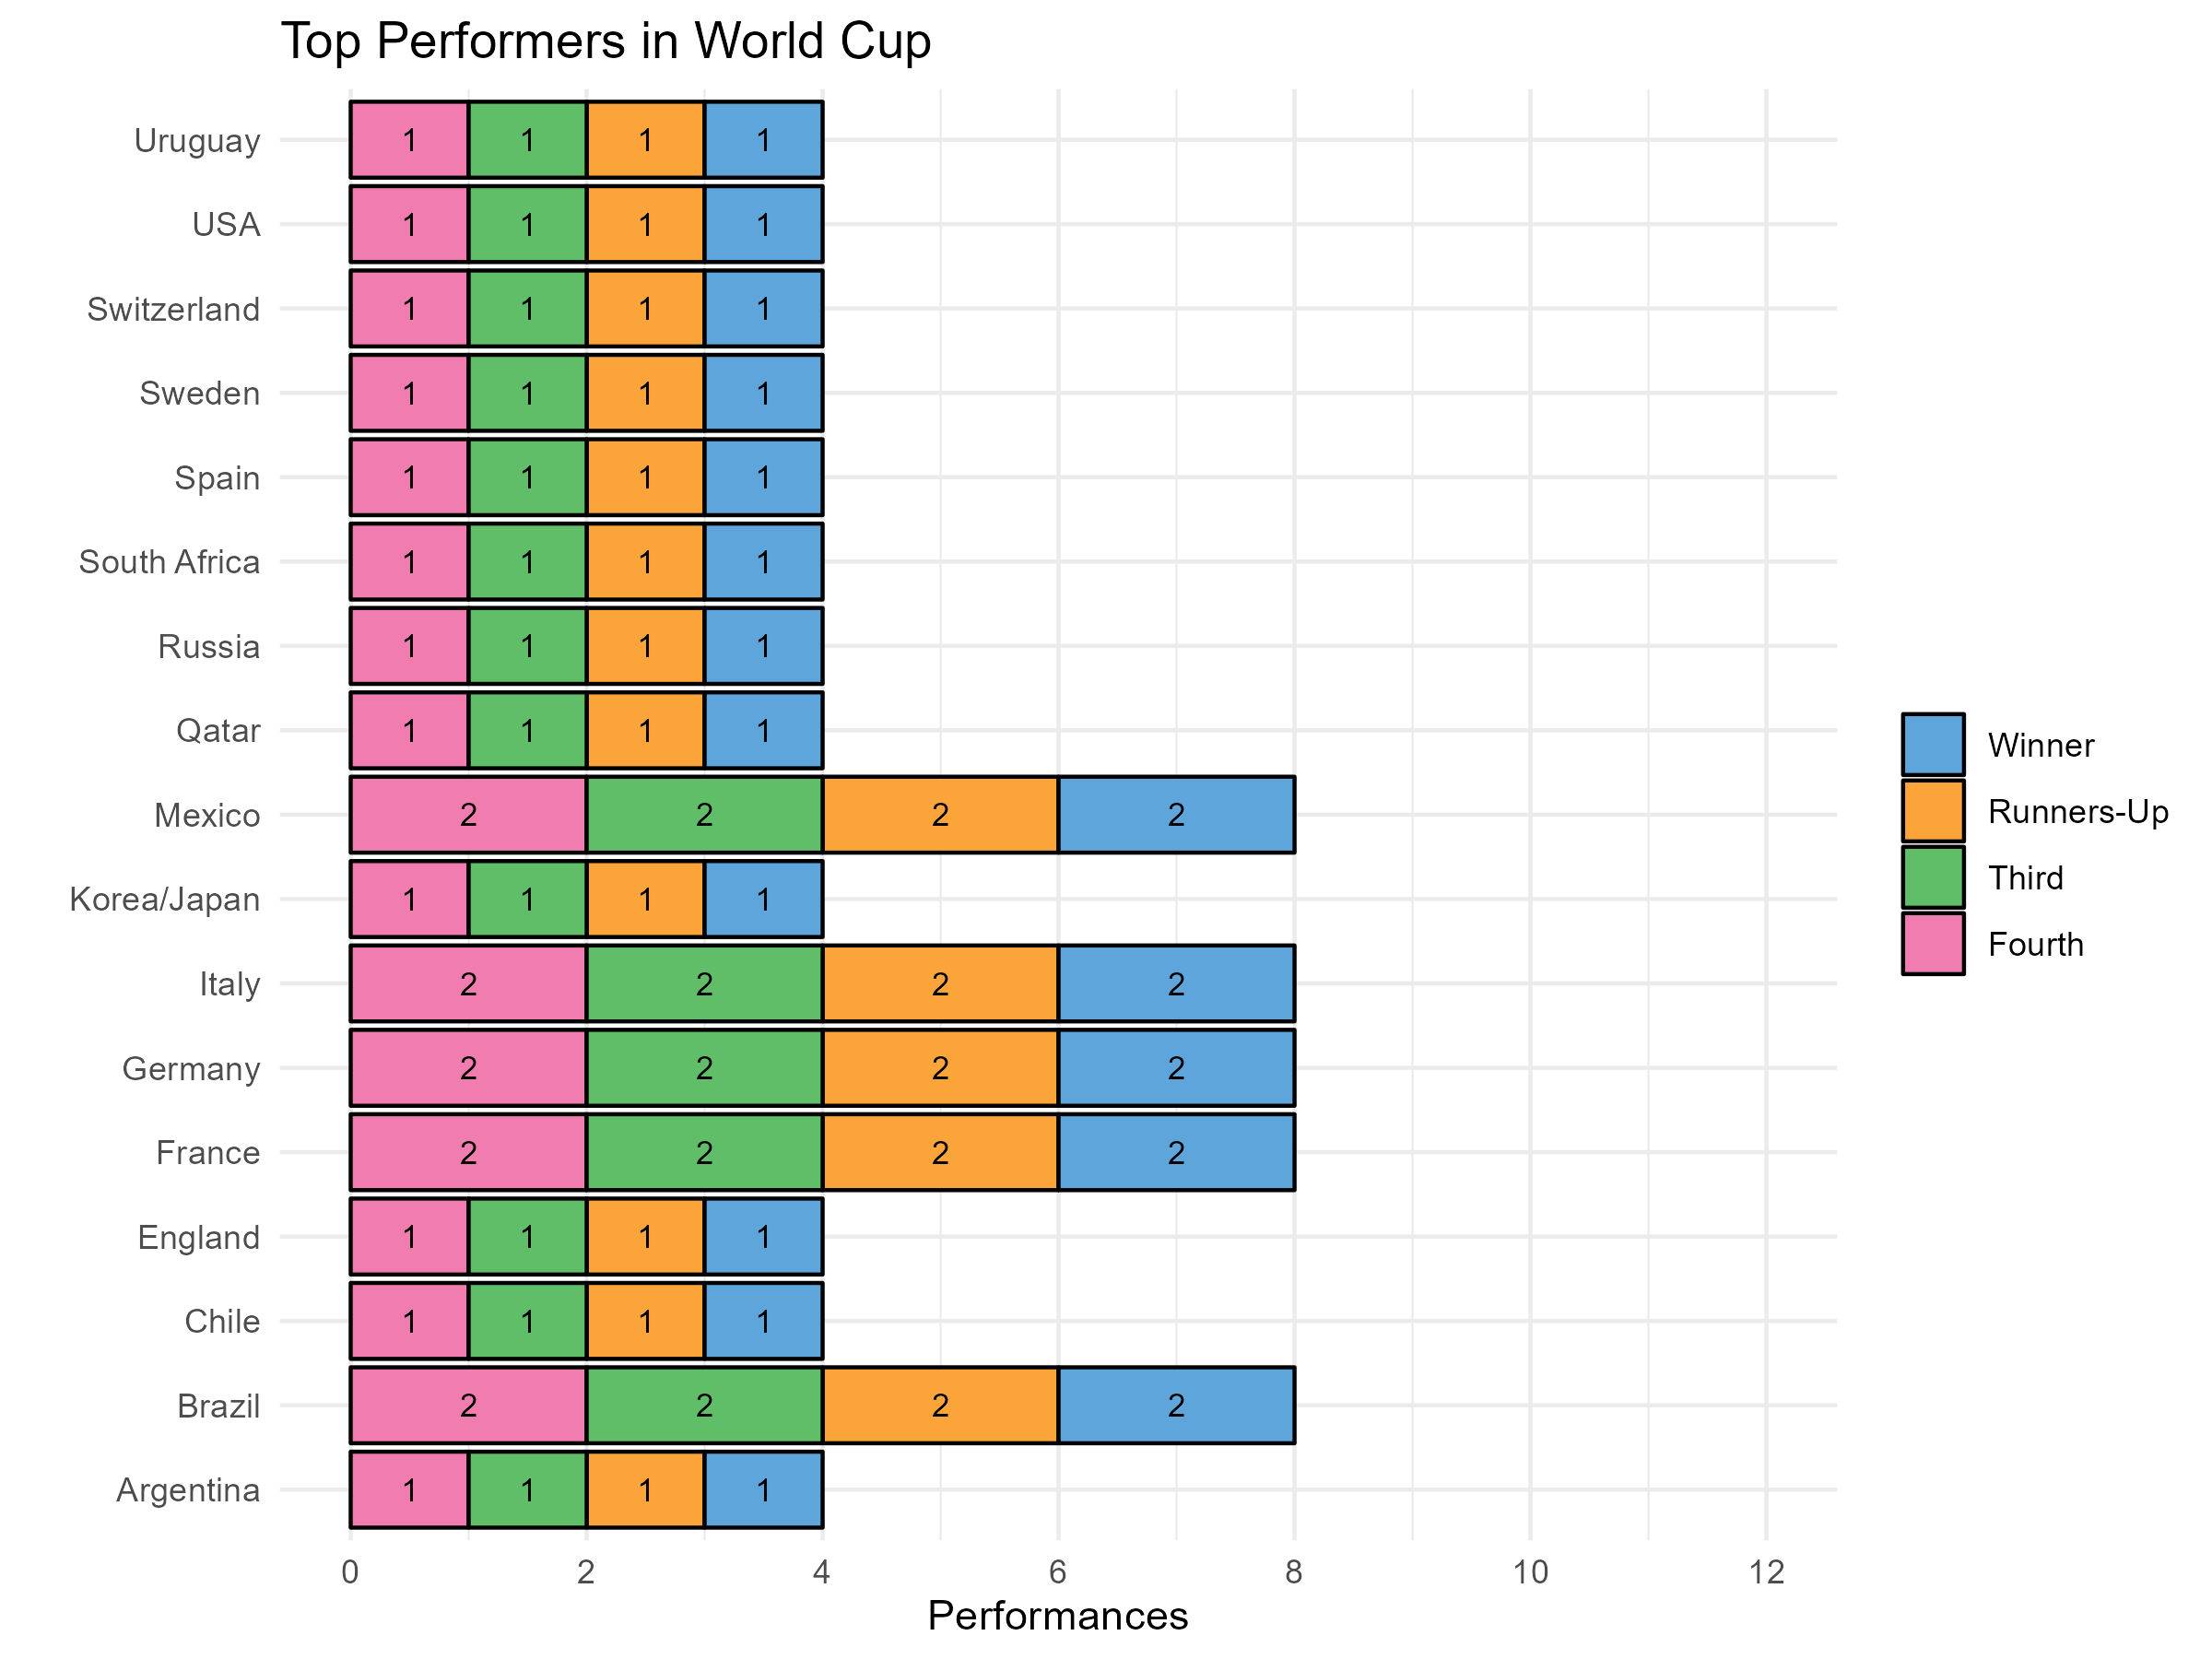 Top Performers in World Cup
Uruguay 1 1 1 1
USA 1 1 1 1
Switzerland 1 1 1 1
Sweden 1 1 1 1
Spain 1 1 1 1
South Africa 1 1 1 1
Russia 1 1 1 1
Qatar 1 1 1 1
Mexico 2 2 2 2
Korea/Japan 1 1 1 1
Italy 2 2 2 2
Germany 2 2 2 2
France 2 2 2 2
England 1 1 1 1
Chile 1 1 1 1
Brazil 2 2 2 2
Argentina 1 1 1 1
0 2 4 6 8 10 12
Performances
Winner
Runners-Up
Third
Fourth